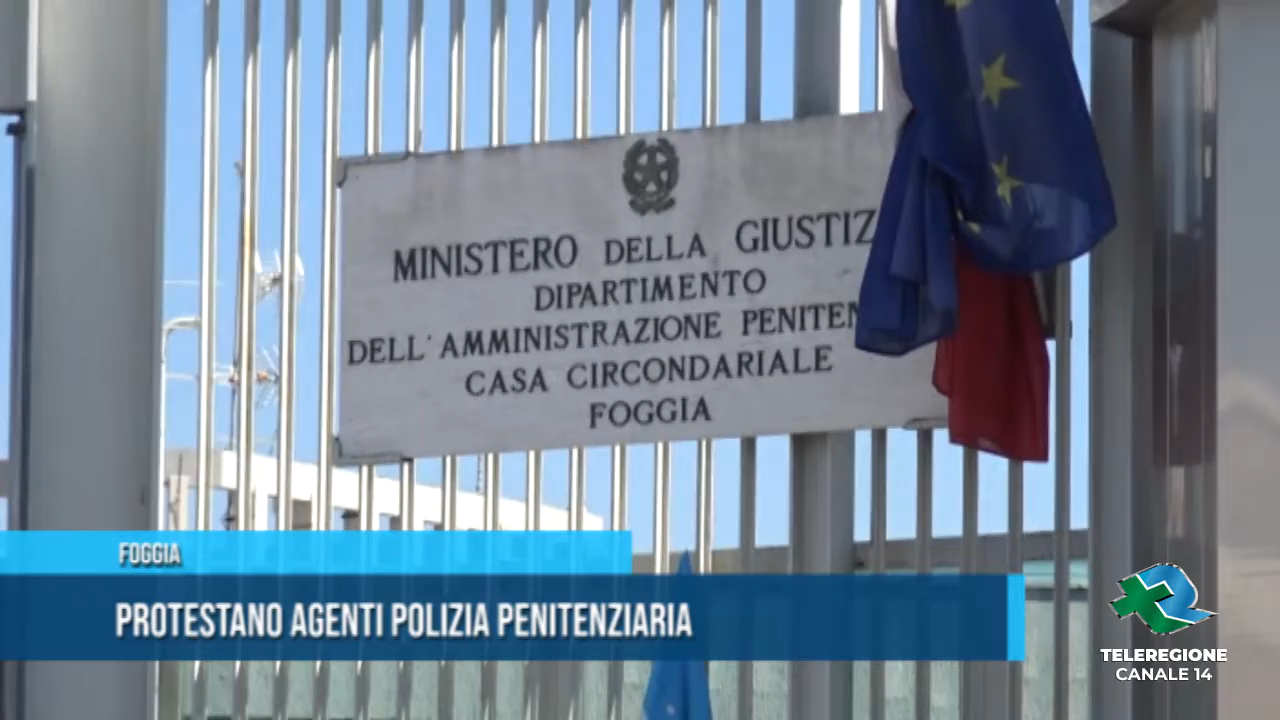 MINISTERO DELLA GIUSTIZ
DIPARTIMENTO
DELL'AMMINISTRAZIONE PENITEN
CASA CIRCONDARIALE
FOGGIA
FOGGIA
PROTESTANO AGENTI POLIZIA PENITENZIARIA
TELEREGIONE
CANALE 14